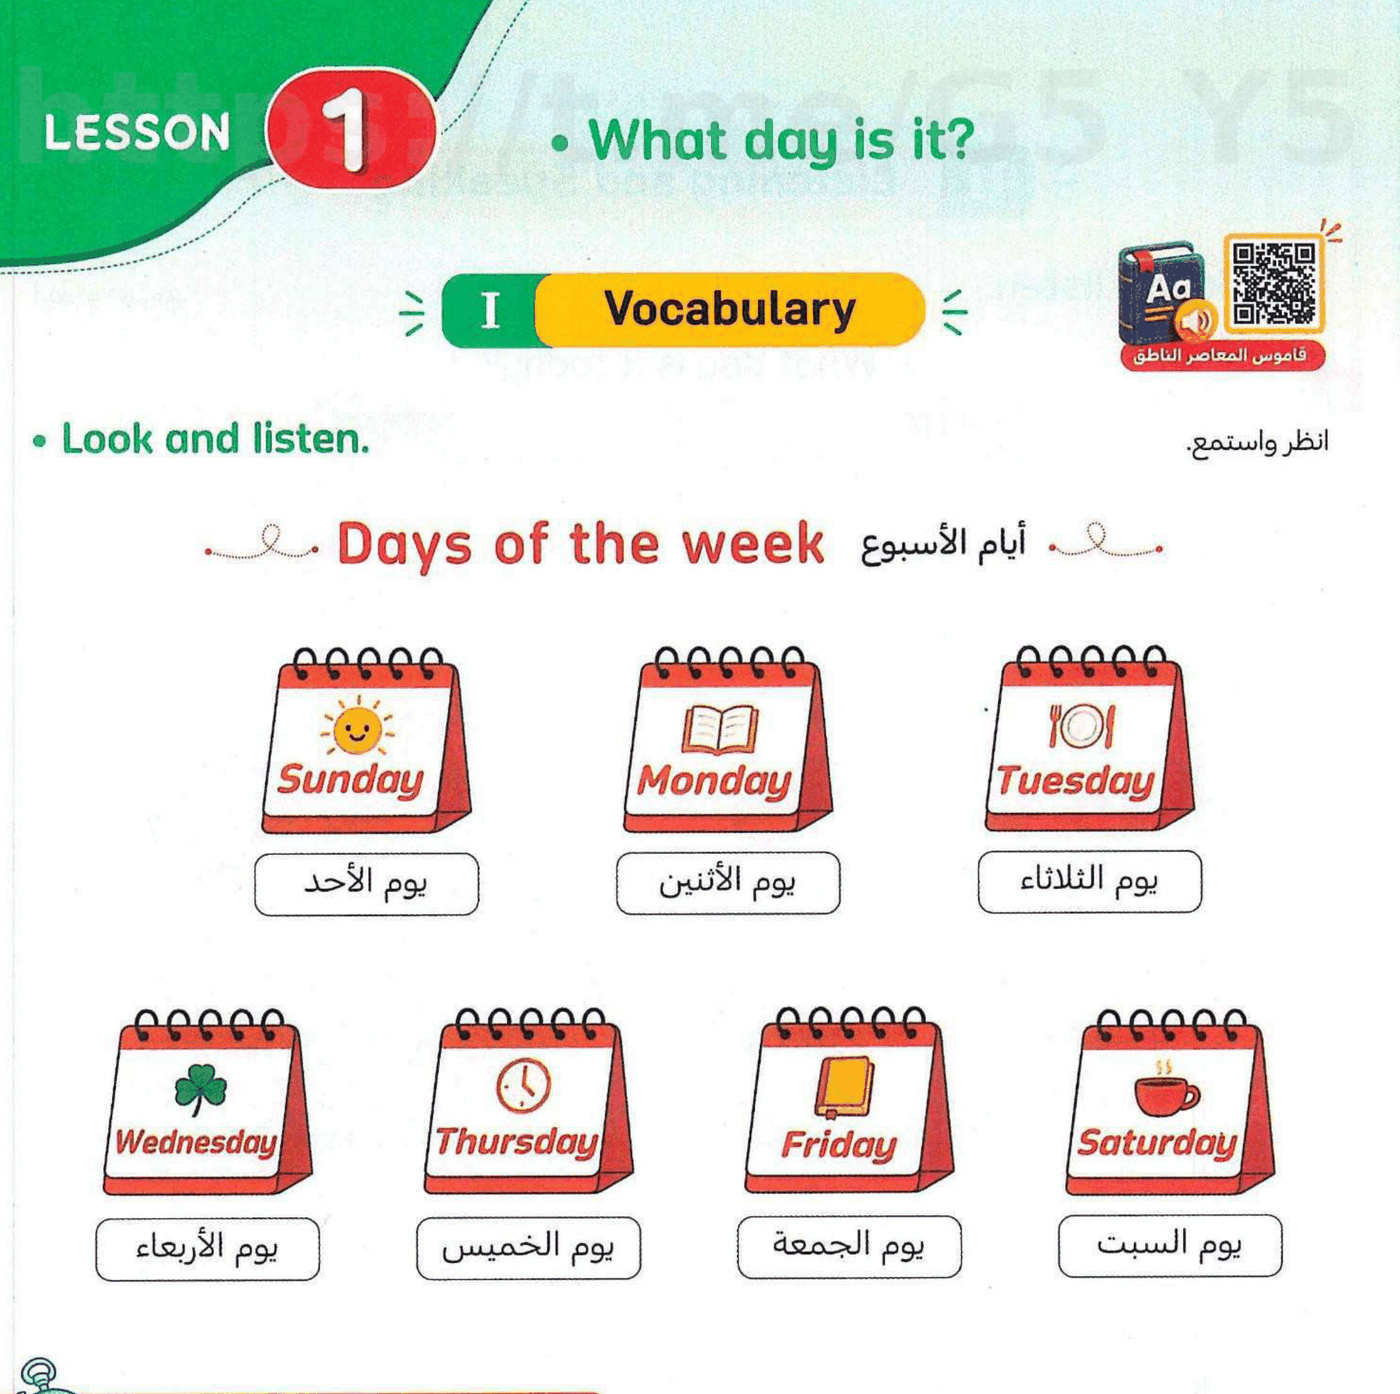 LESSON 1
• What day is it?
I Vocabulary
Aa
قاموس المعاصر الناطق
• Look and listen.
انظر واستمع.
Days of the week أيام الأسبوع
Sunday Monday Tuesday
يوم الأحد يوم الأثنين يوم الثلاثاء
Wednesday Thursday Friday Saturday
يوم الأربعاء يوم الخميس يوم الجمعة يوم السبت